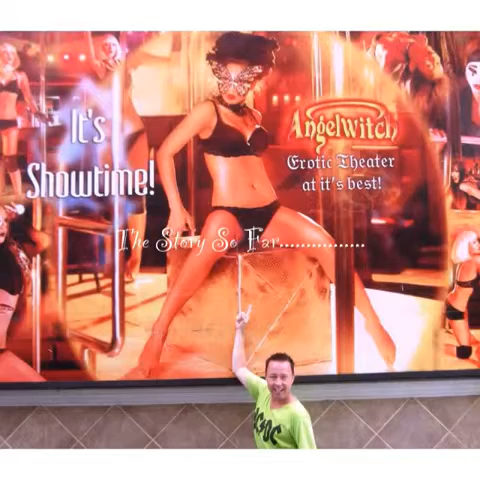 It's
Showtime!
AngelWitch
Erotic Theater
at it's best!
The Story So Far................
AC DC